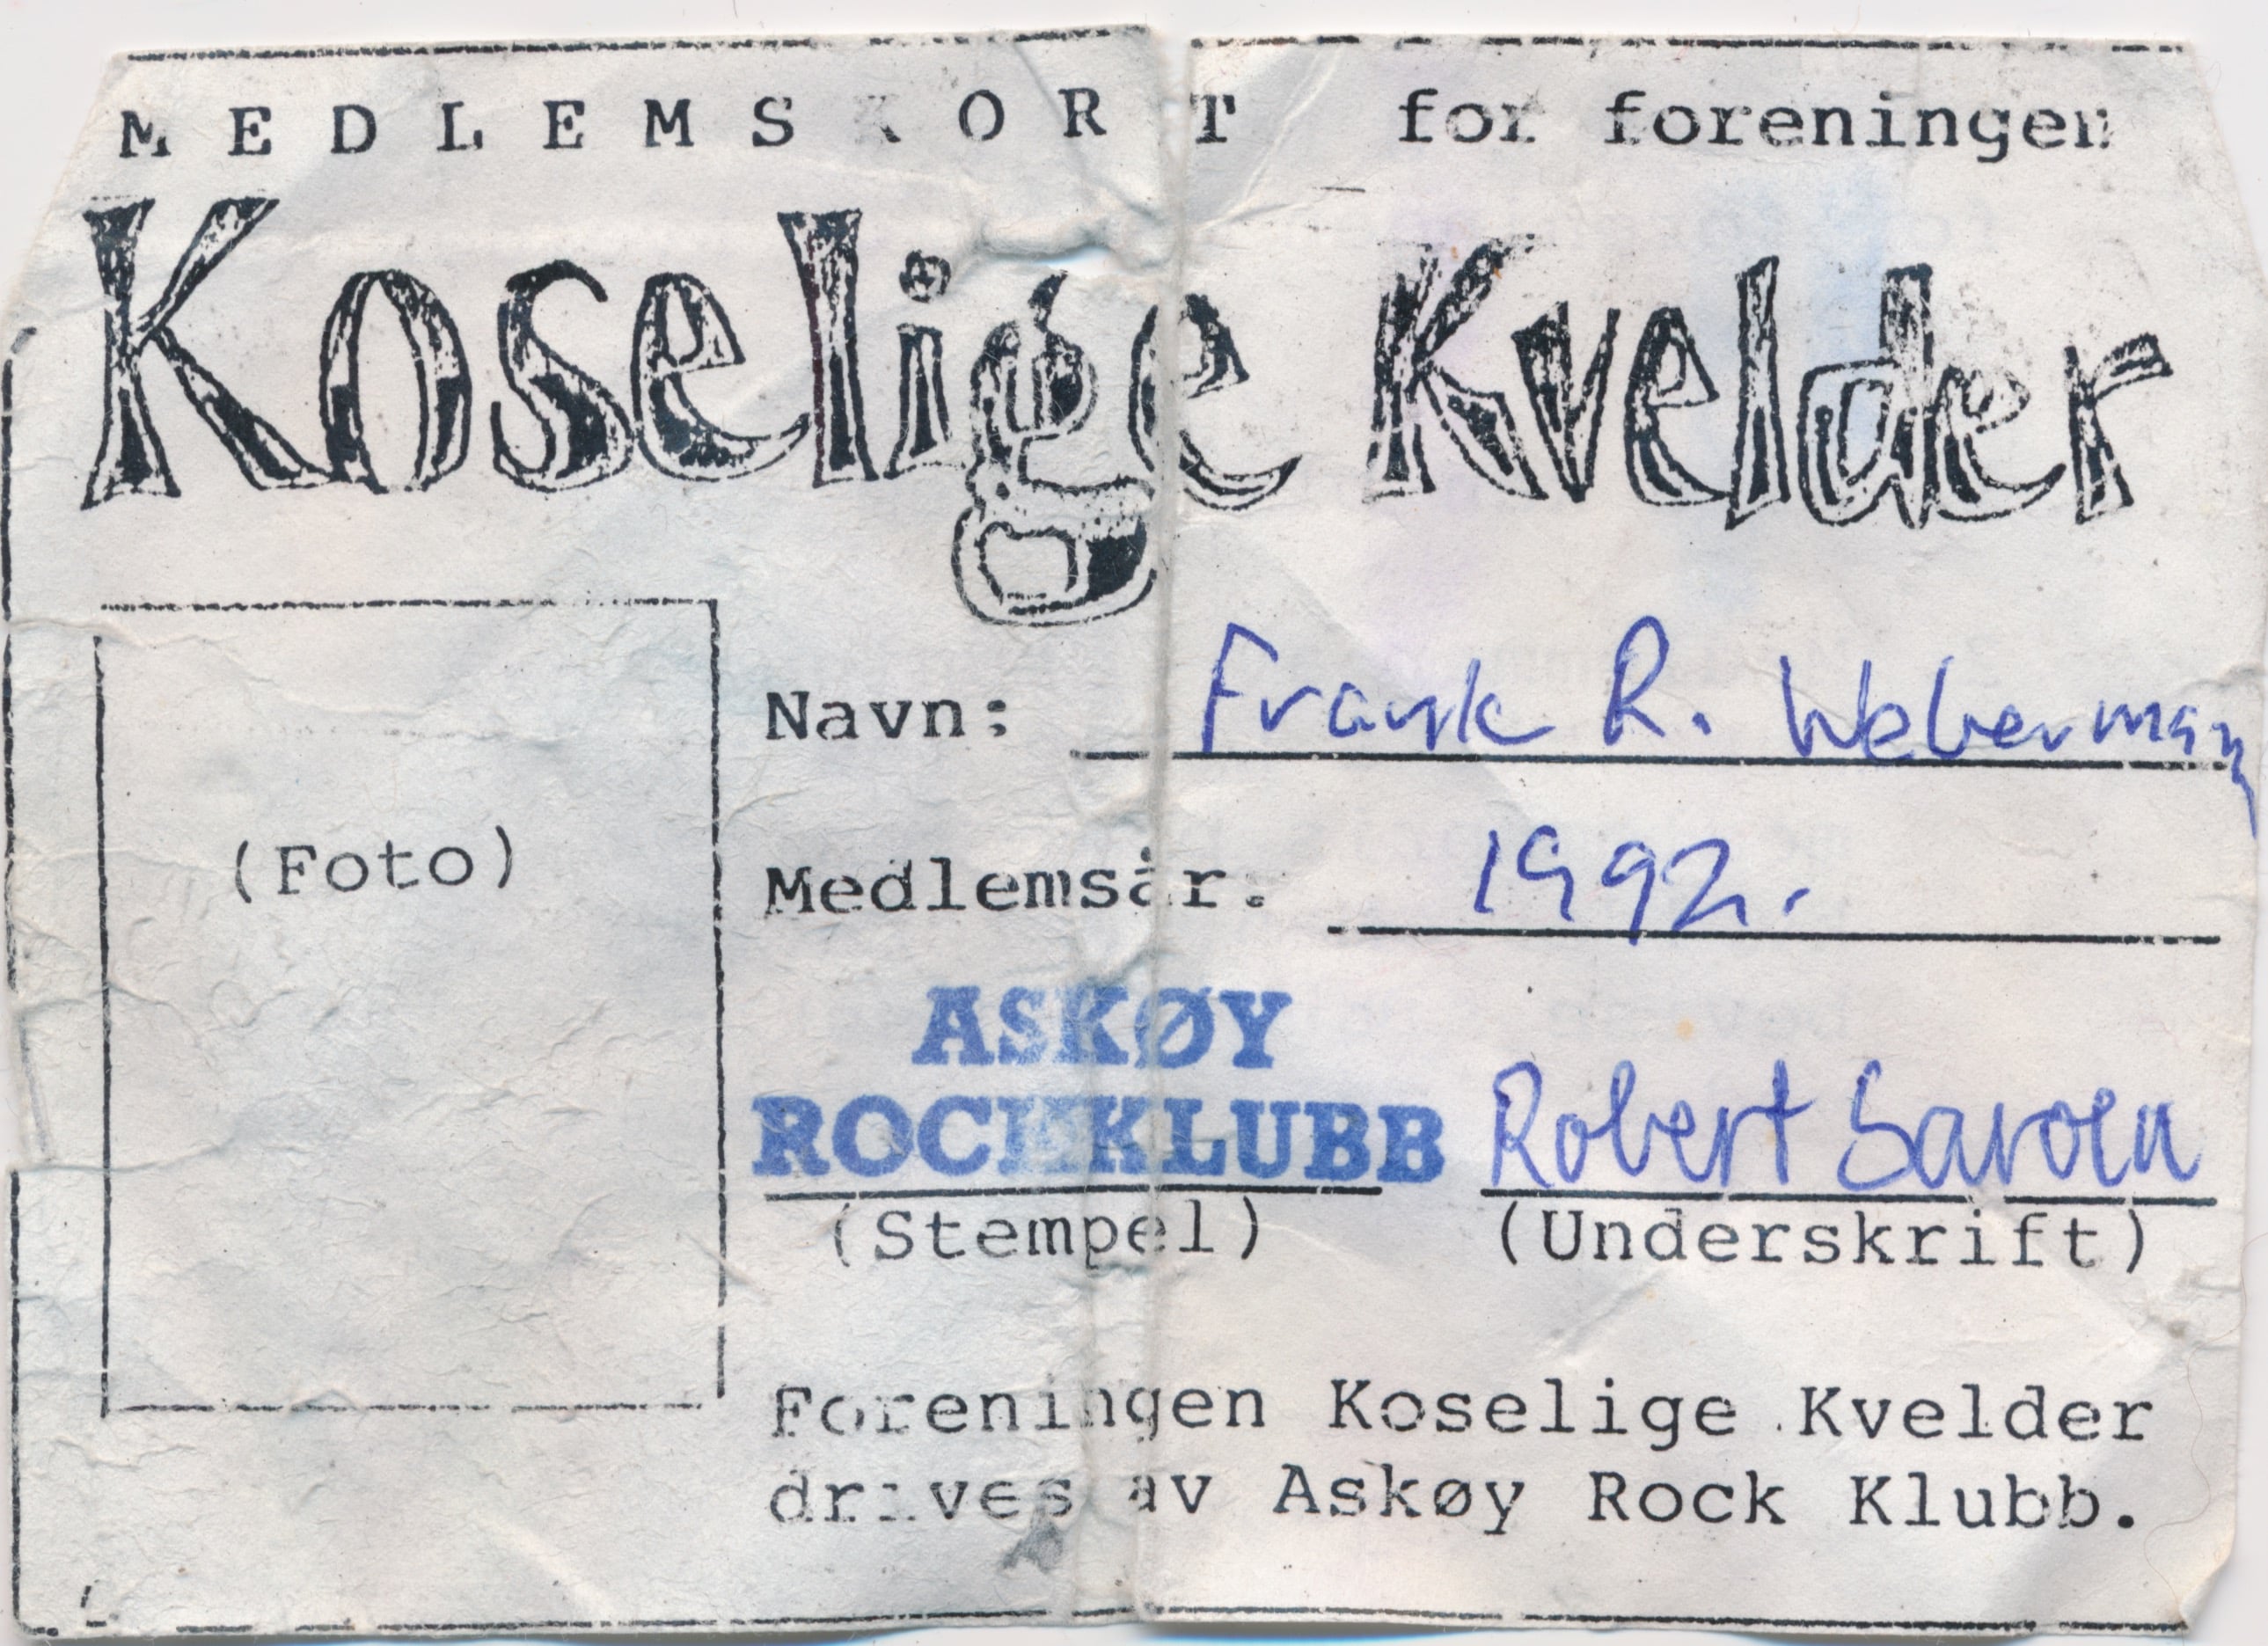 MEDLEMSKORT for foreningen
Koselige Kvelder
(Foto)
Navn: Frank R. Weberman
Medlemsår. 1992.
ASKØY
ROCKKLUBB
Robert
(Stempel) (Underskrift)
Foreningen Koselige Kvelder
drives av Askøy Rock Klubb.